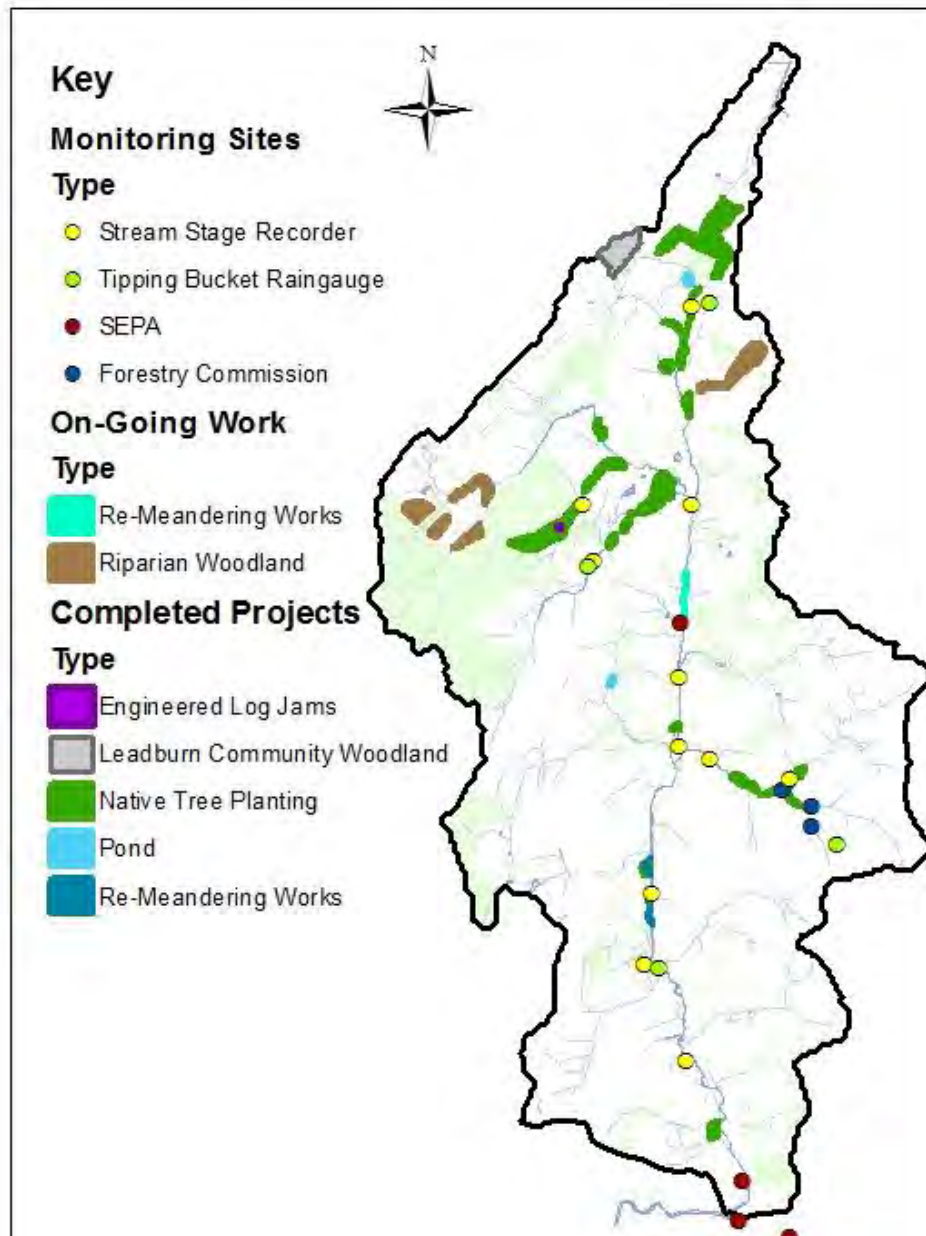 N
Key
Monitoring Sites
Type
Stream Stage Recorder
Tipping Bucket Raingauge
SEPA
Forestry Commission
On-Going Work
Type
Re-Meandering Works
Riparian Woodland
Completed Projects
Type
Engineered Log Jams
Leadburn Community Woodland
Native Tree Planting
Pond
Re-Meandering Works